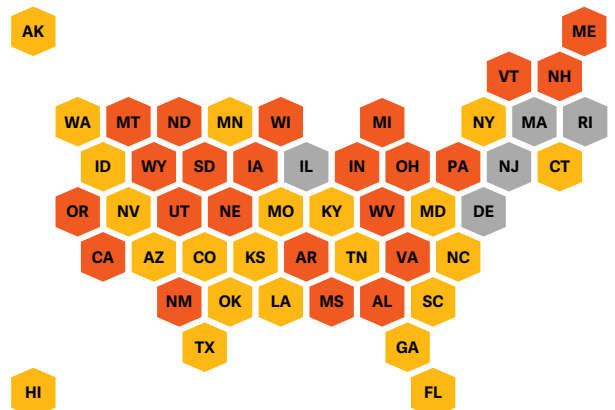 AK ME
VT NH
WA MT ND MN WI MI NY MA RI
ID WY SD IA IL IN OH PA NJ CT
OR NV UT NE MO KY WV MD DE
CA AZ CO KS AR TN VA NC
NM OK LA MS AL SC
TX GA
HI FL